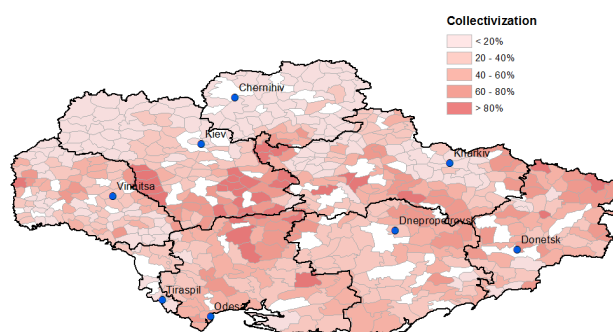 Collectivization
< 20%
20 - 40%
40 - 60%
60 - 80%
> 80%
Chernihiv
Kiev
Kharkiv
Vinnitsa
Dnepropetrovsk
Donetsk
Tiraspil
Odesa